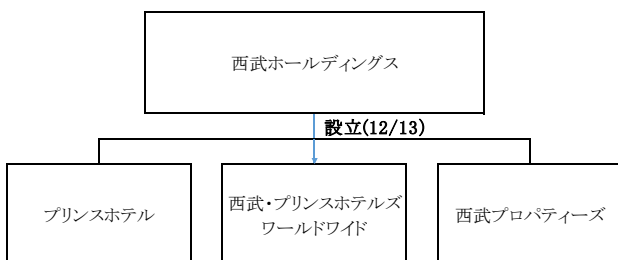 西武ホールディングス
設立(12/13)
プリンスホテル
西武・プリンスホテルズ
ワールドワイド
西武プロパティーズ